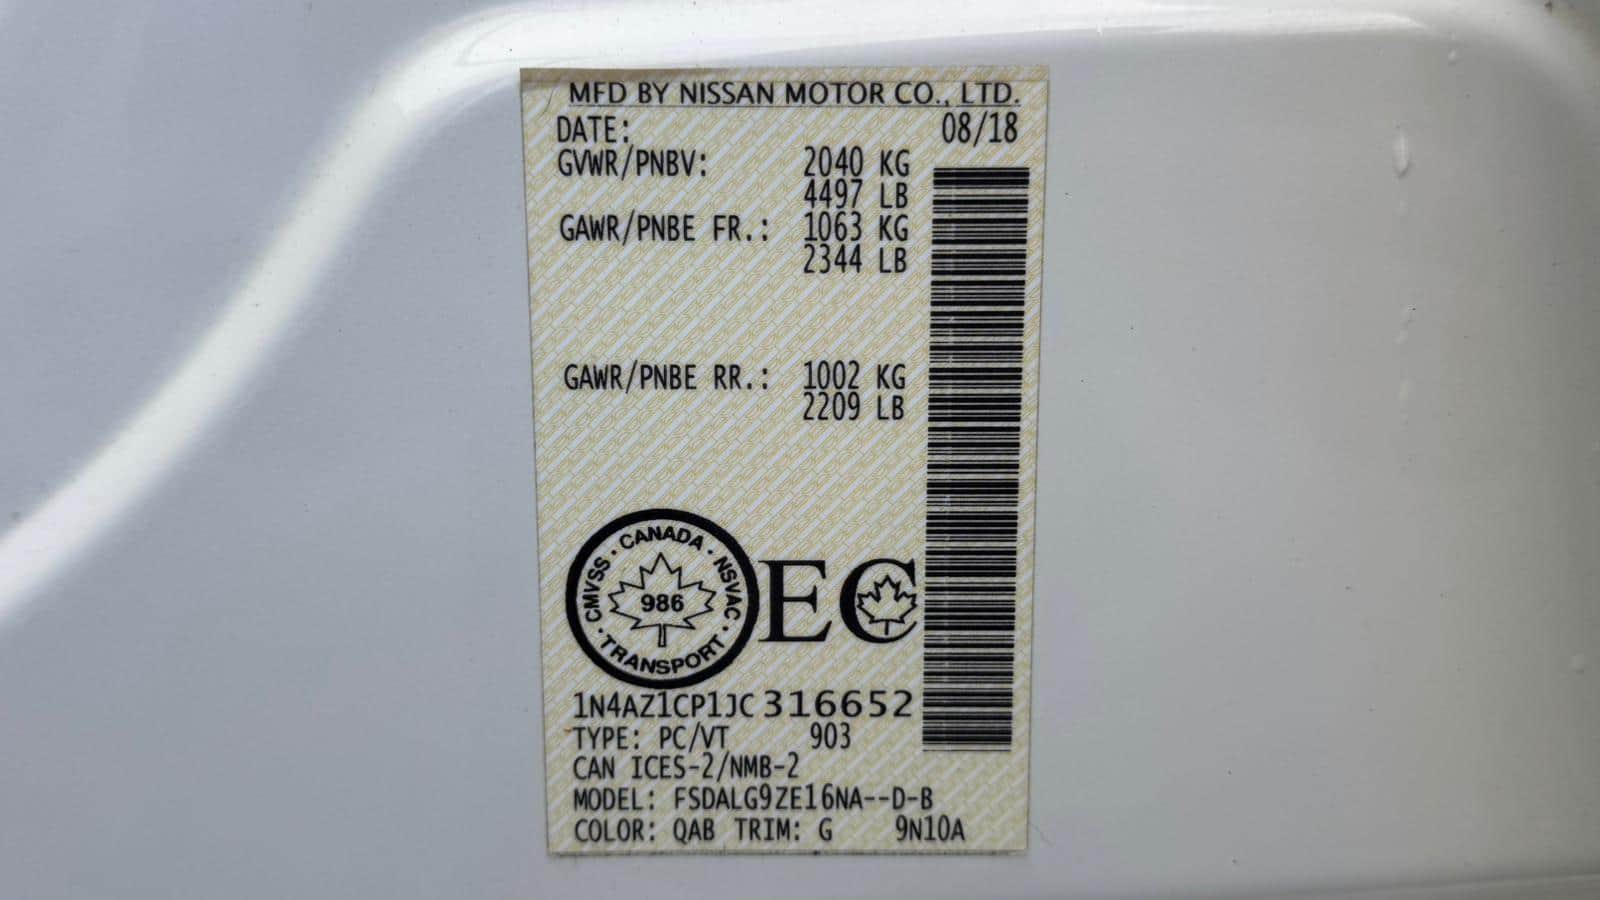 MFD BY NISSAN MOTOR CO., LTD.
DATE: 08/18
GVWR/PNBV: 2040 KG
4497 LB
GAWR/PNBE FR.: 1063 KG
2344 LB
GAWR/PNBE RR.: 1002 KG
2209 LB
CANADA · NSVAC · TRANSPORT · CMVSS ·
986
EC
1N4AZ1CP1JC316652
TYPE: PC/VT 903
CAN ICES-2/NMB-2
MODEL: FSDALG9ZE16NA--D-B
COLOR: QAB TRIM: G 9N10A